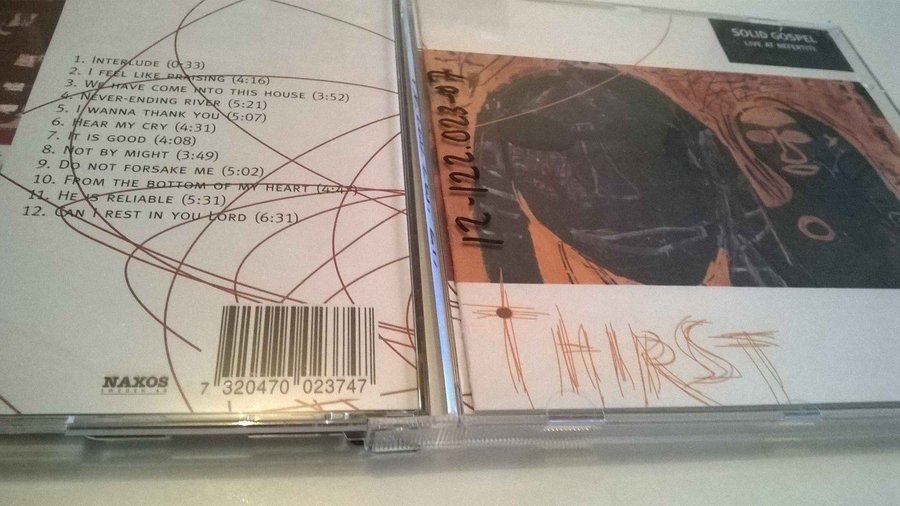 1. Interlude (0:33)
2. I Feel Like Praising (4:16)
3. We Have Come Into This House (3:52)
4. Never-Ending River (5:21)
5. I Wanna Thank You (5:07)
6. Hear My Cry (4:31)
7. It Is Good (4:08)
8. Not By Might (3:49)
9. Do Not Forsake Me (5:02)
10. From The Bottom Of My Heart (4:47)
11. He Is Reliable (5:31)
12. Can I Rest In You Lord (6:31)
NAXOS
SWEDEN AB
7 320470 023747
12-122.023-07
SOLID GOSPEL
LIVE AT NEFERTITI
THIRST